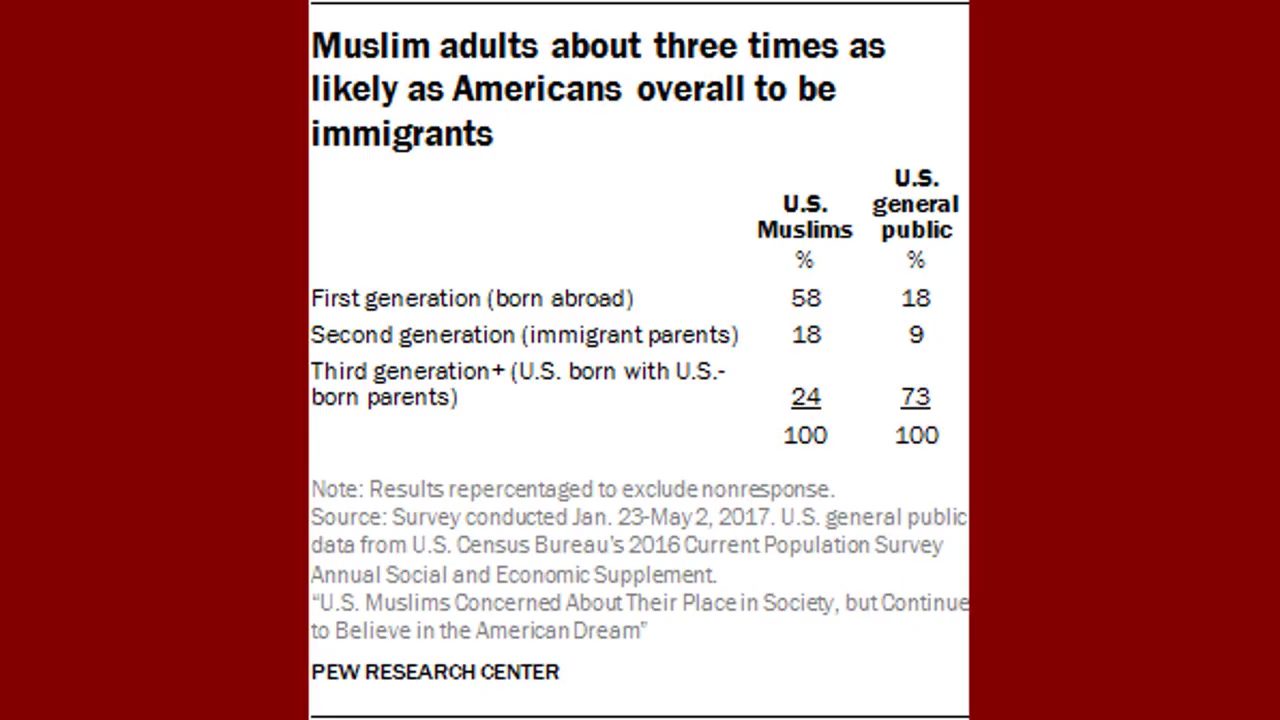 Muslim adults about three times as
likely as Americans overall to be
immigrants
U.S. Muslims U.S. general public
% %
First generation (born abroad) 58 18
Second generation (immigrant parents) 18 9
Third generation+ (U.S. born with U.S.-
born parents) 24 73
100 100
Note: Results repercentaged to exclude nonresponse.
Source: Survey conducted Jan. 23-May 2, 2017. U.S. general public
data from U.S. Census Bureau's 2016 Current Population Survey
Annual Social and Economic Supplement.
“U.S. Muslims Concerned About Their Place in Society, but Continue
to Believe in the American Dream”
PEW RESEARCH CENTER